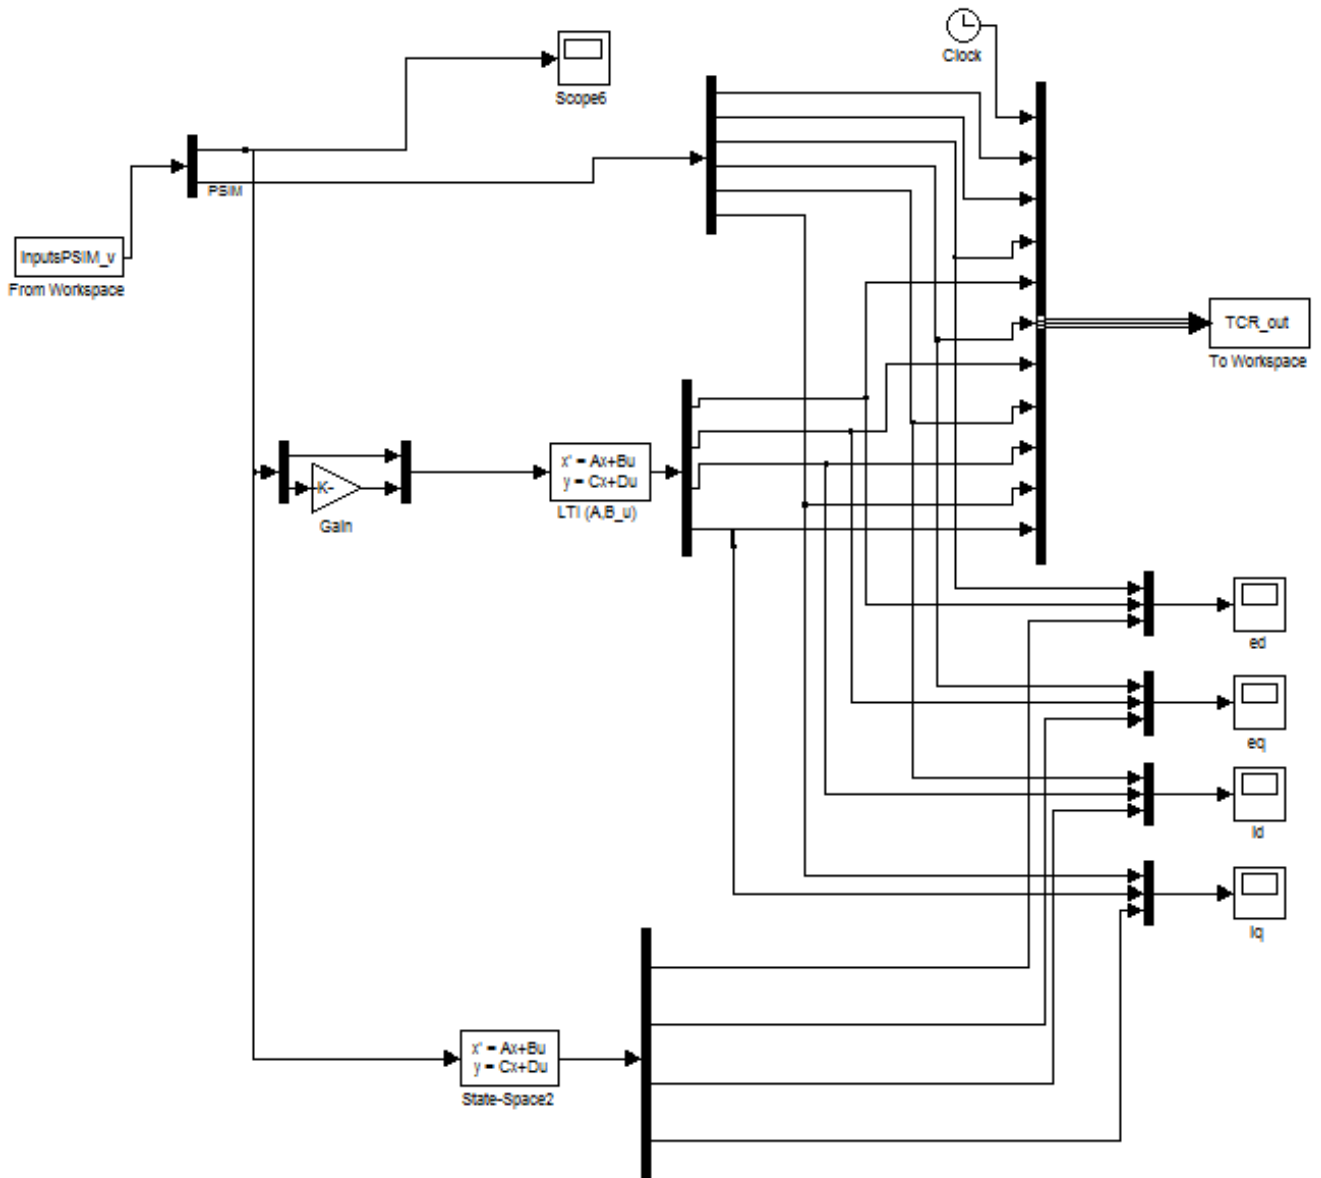 Clock
Scope6
PSIM
InputsPSIM_v
From Workspace
TCR_out
To Workspace
x' = Ax+Bu
y = Cx+Du
LTI (A,B_u)
-K-
Gain
ed
eq
id
iq
x' = Ax+Bu
y = Cx+Du
State-Space2